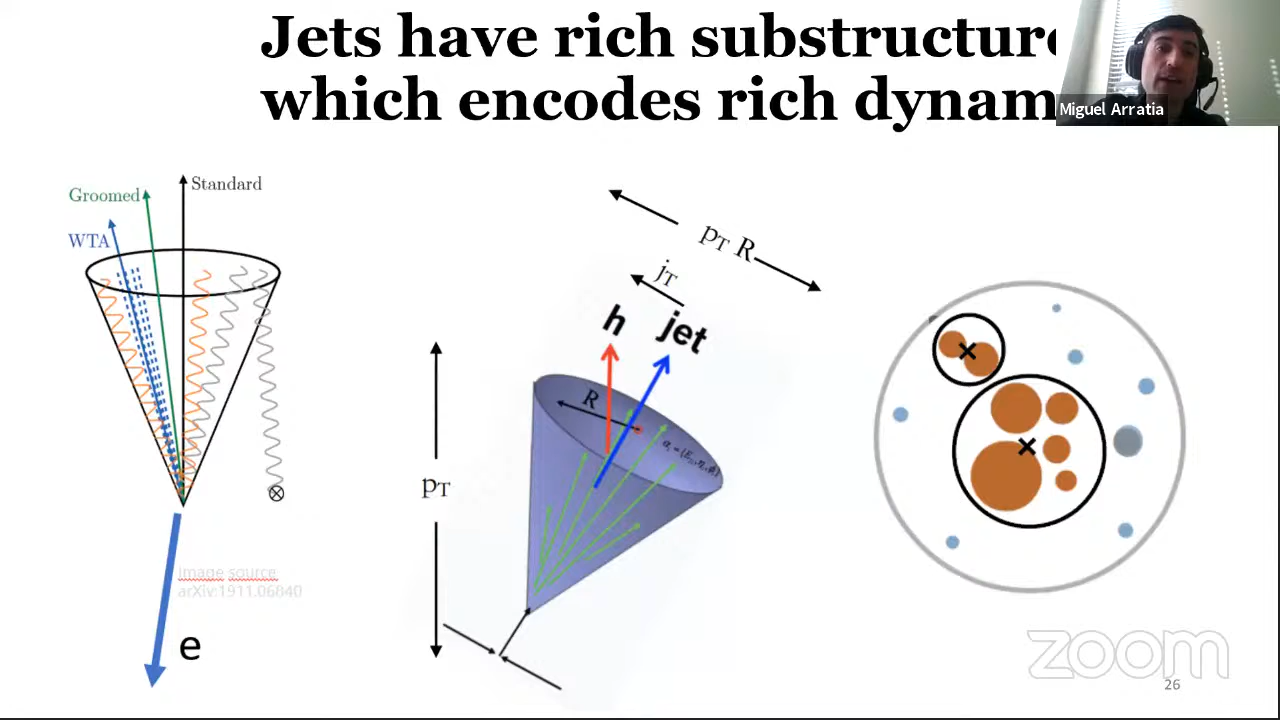 Jets have rich substructure
which encodes rich dynam
Miguel Arratia
Standard
Groomed
WTA
pT R
jT
h
jet
R
pT
Image source
arXiv:1911.06840
e
zoom
26